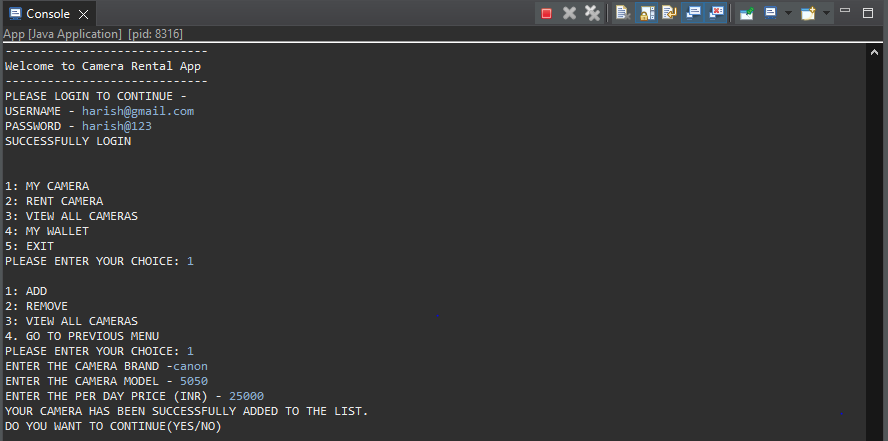 Console
App [Java Application] [pid: 8316]
-----------------------------
Welcome to Camera Rental App
-----------------------------
PLEASE LOGIN TO CONTINUE -
USERNAME - harish@gmail.com
PASSWORD - harish@123
SUCCESSFULLY LOGIN
1: MY CAMERA
2: RENT CAMERA
3: VIEW ALL CAMERAS
4: MY WALLET
5: EXIT
PLEASE ENTER YOUR CHOICE: 1
1: ADD
2: REMOVE
3: VIEW ALL CAMERAS
4. GO TO PREVIOUS MENU
PLEASE ENTER YOUR CHOICE: 1
ENTER THE CAMERA BRAND -canon
ENTER THE CAMERA MODEL - 5050
ENTER THE PER DAY PRICE (INR) - 25000
YOUR CAMERA HAS BEEN SUCCESSFULLY ADDED TO THE LIST.
DO YOU WANT TO CONTINUE(YES/NO)